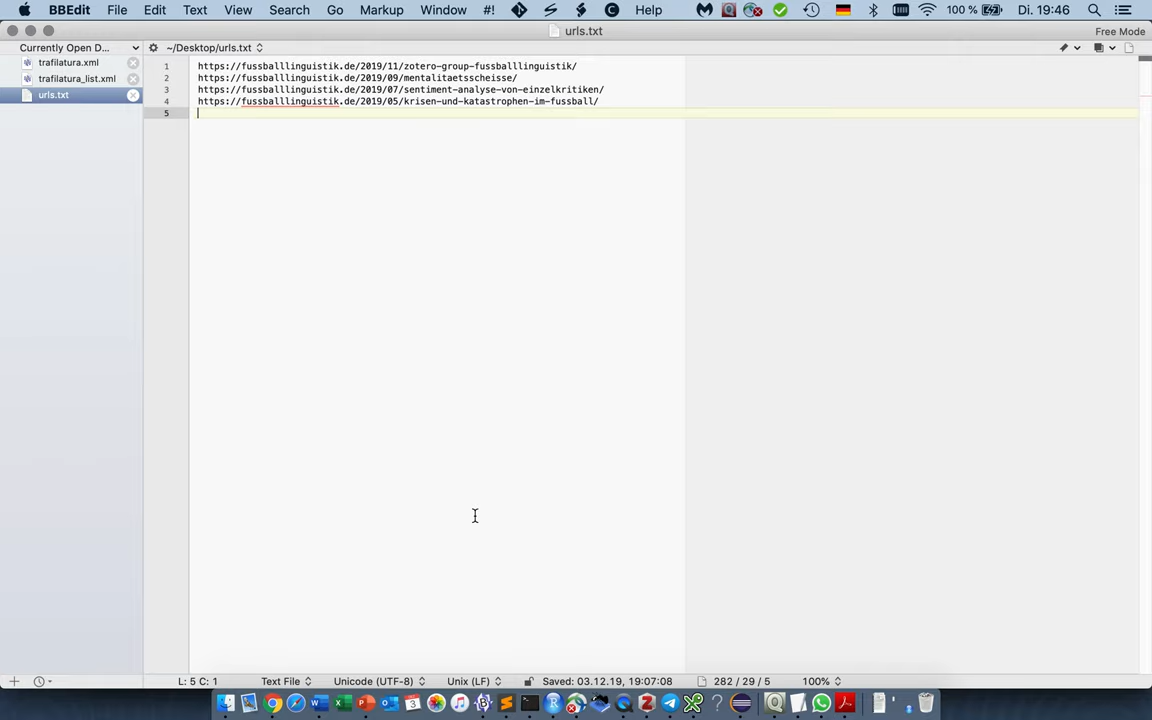 BBEdit File Edit Text View Search Go Markup Window #! Help 100 % Di. 19:46
urls.txt
Free Mode
Currently Open D... ~/Desktop/urls.txt
trafilatura.xml
trafilatura_list.xml
urls.txt
1 https://fussballlinguistik.de/2019/11/zotero-group-fussballlinguistik/
2 https://fussballlinguistik.de/2019/09/mentalitaetsscheisse/
3 https://fussballlinguistik.de/2019/07/sentiment-analyse-von-einzelkritiken/
4 https://fussballlinguistik.de/2019/05/krisen-und-katastrophen-im-fussball/
5
L: 5 C: 1 Text File Unicode (UTF-8) Unix (LF) Saved: 03.12.19, 19:07:08 282 / 29 / 5 100%